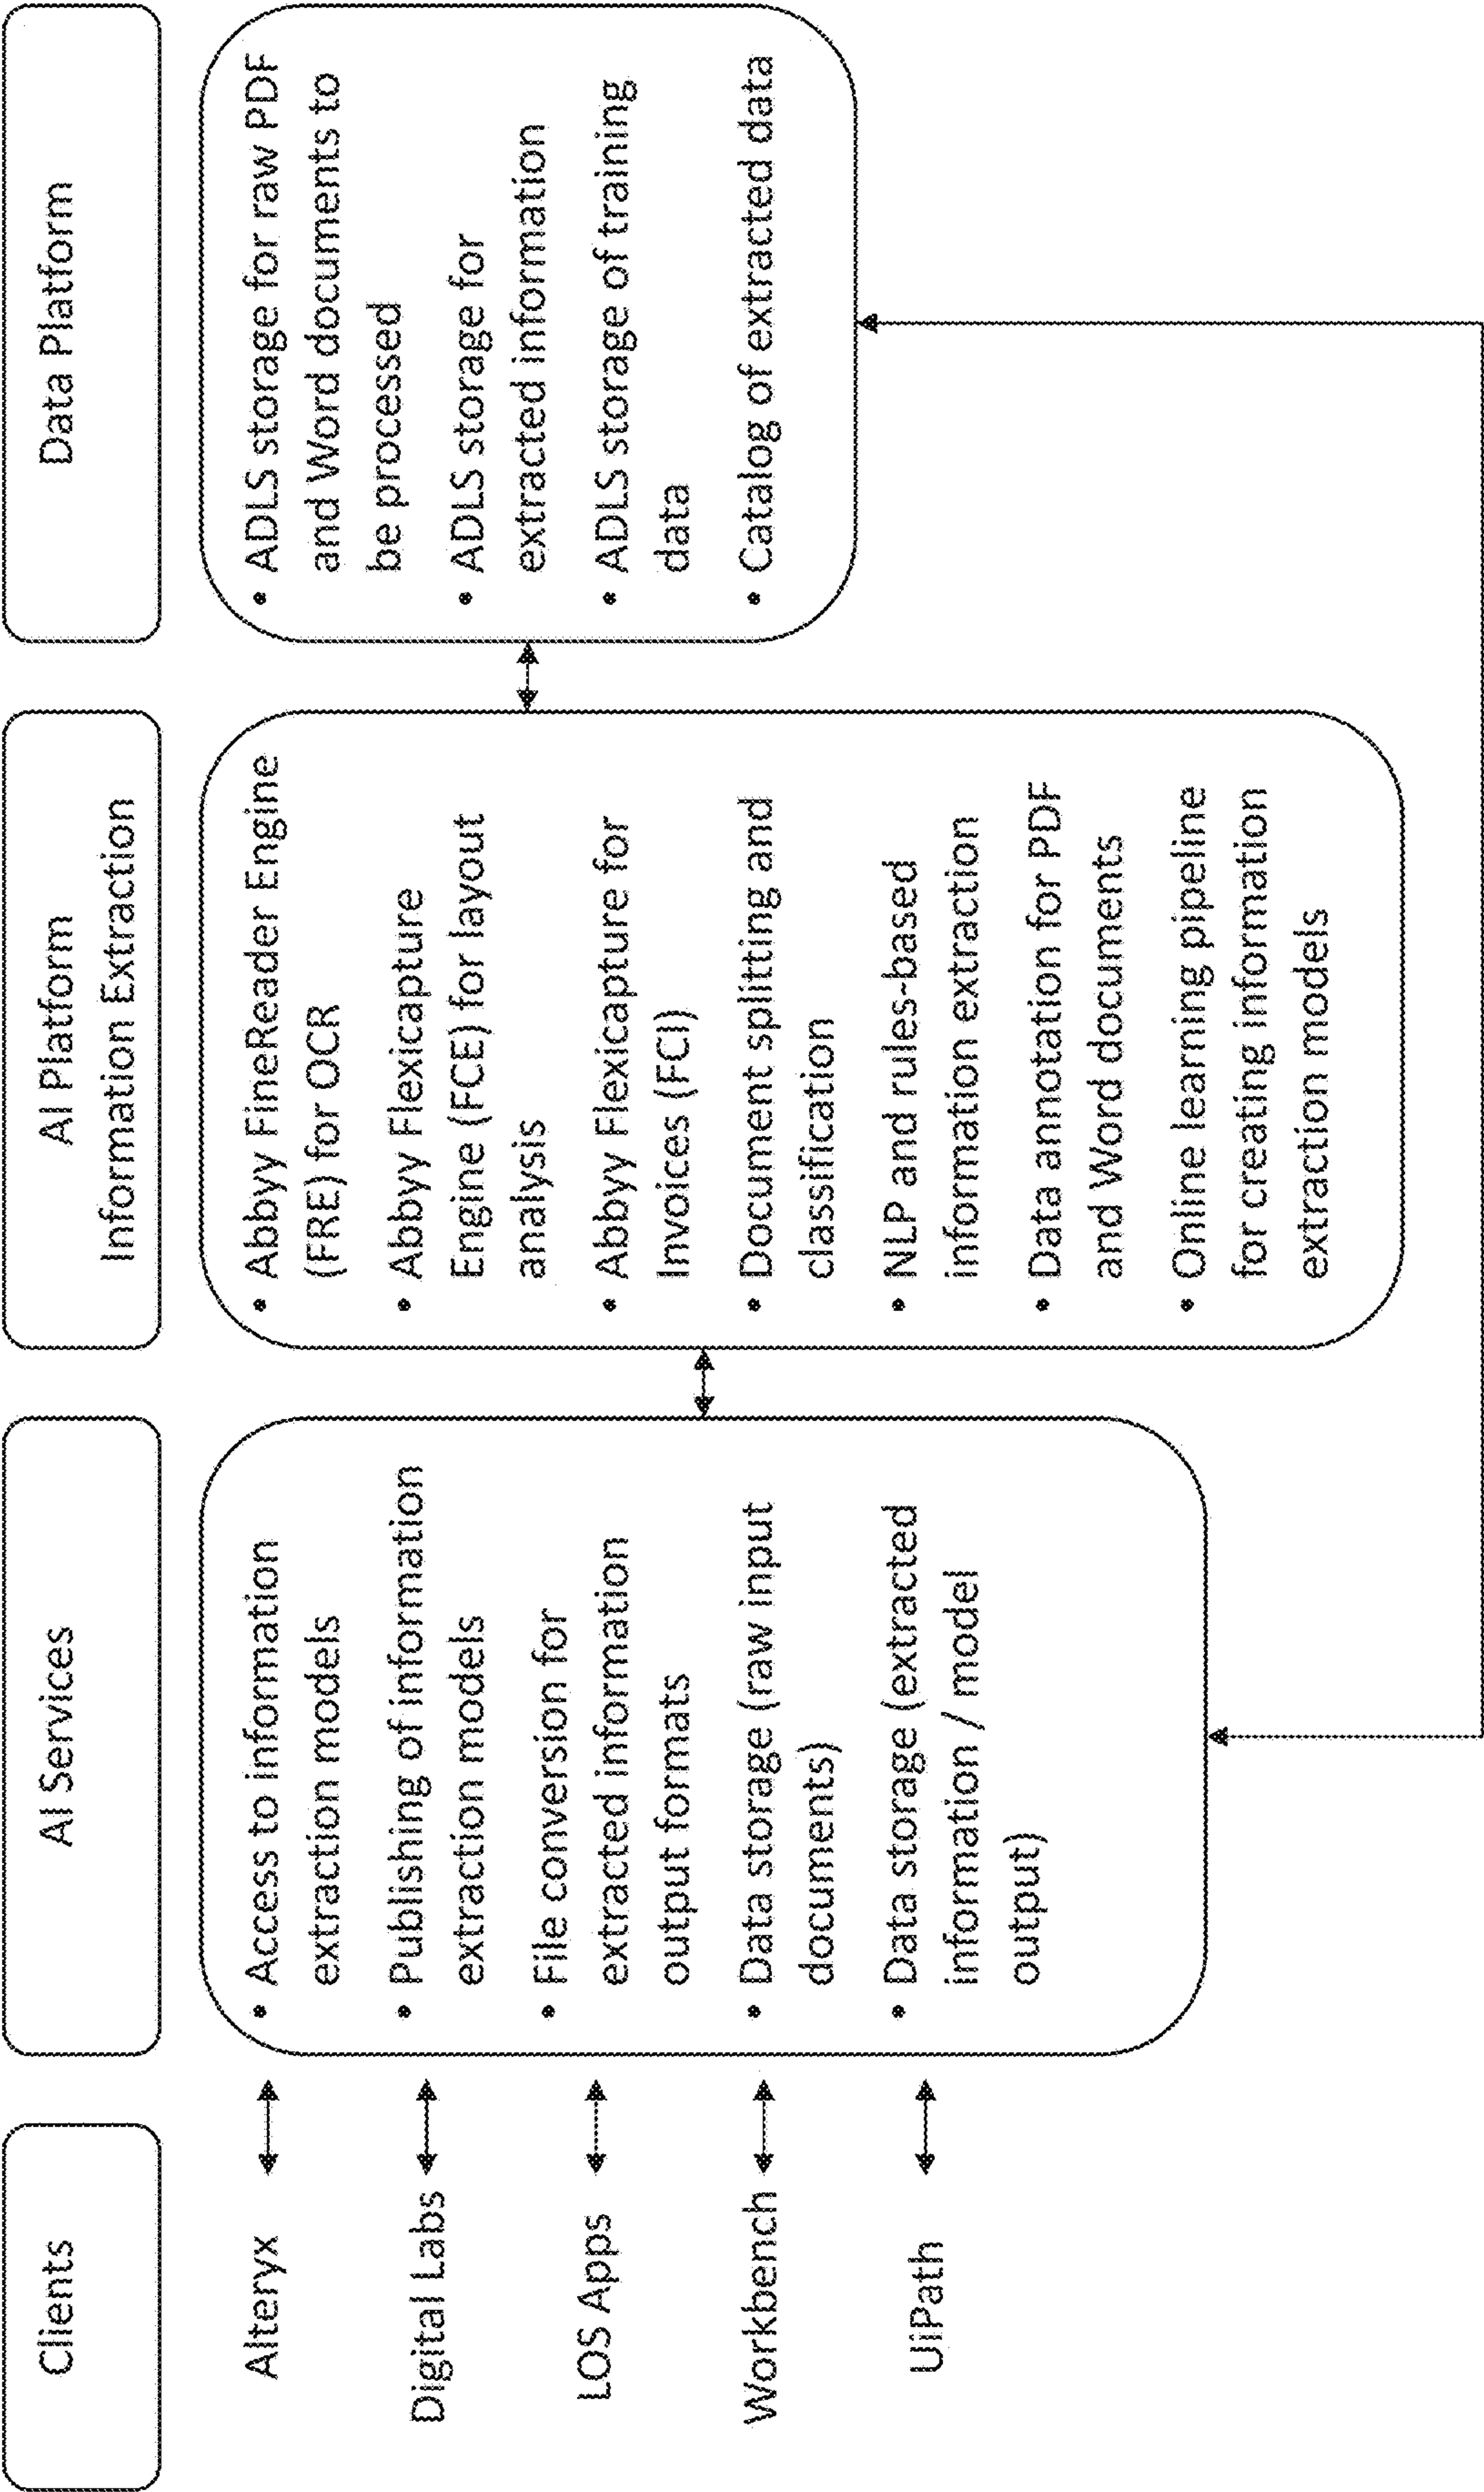 Clients
Alteryx
Digital Labs
LOS Apps
Workbench
UiPath
AI Services
• Access to information
extraction models
• Publishing of information
extraction models
• File conversion for
extracted information
output formats
• Data storage (raw input
documents)
• Data storage (extracted
information / model
output)
AI Platform
Information Extraction
• Abbyy FineReader Engine
(FRE) for OCR
• Abbyy Flexicapture
Engine (FCE) for layout
analysis
• Abbyy Flexicapture for
Invoices (FCI)
• Document splitting and
classification
• NLP and rules-based
information extraction
• Data annotation for PDF
and Word documents
• Online learning pipeline
for creating information
extraction models
Data Platform
• ADLS storage for raw PDF
and Word documents to
be processed
• ADLS storage for
extracted information
• ADLS storage of training
data
• Catalog of extracted data